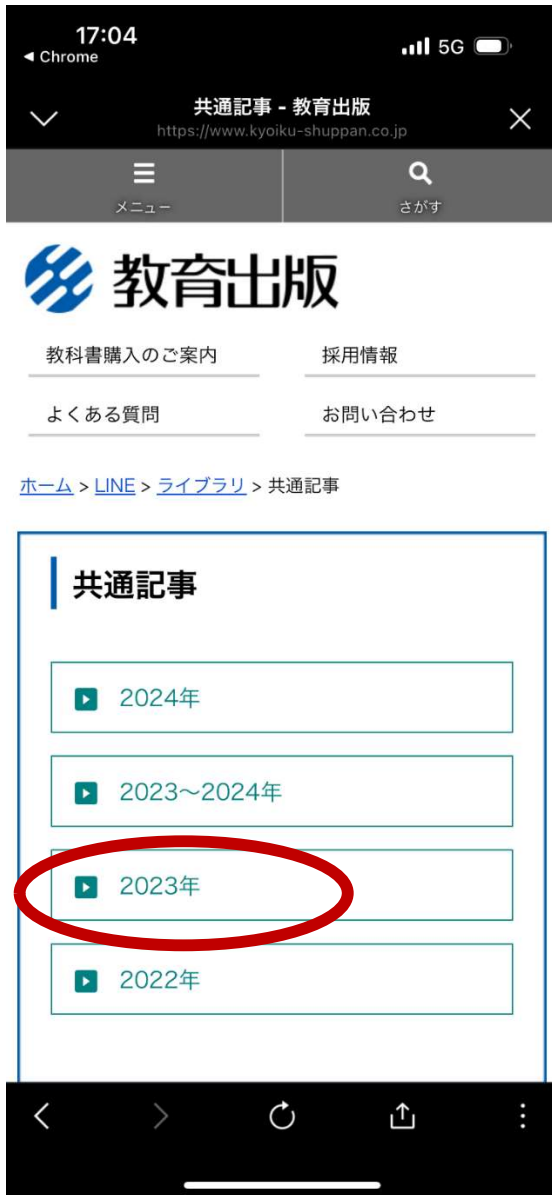 17:04
◀ Chrome
5G
共通記事 - 教育出版
https://www.kyoiku-shuppan.co.jp
メニュー
さがす
教育出版
教科書購入のご案内
採用情報
よくある質問
お問い合わせ
ホーム > LINE > ライブラリ > 共通記事
共通記事
2024年
2023～2024年
2023年
2022年